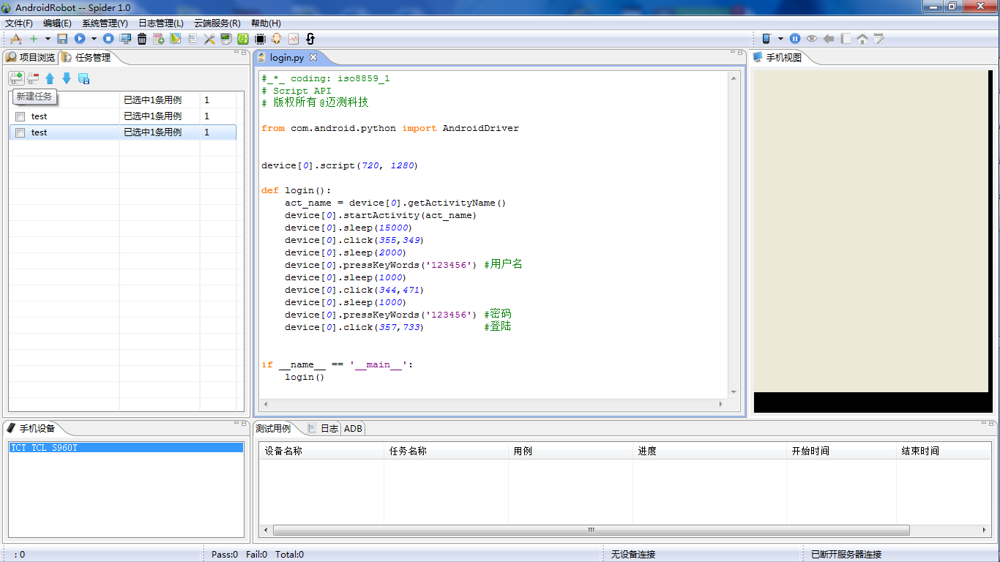 AndroidRobot -- Spider 1.0
文件(F) 编辑(E) 系统管理(Y) 日志管理(L) 云端服务(R) 帮助(H)
项目浏览 任务管理
login.py
手机视图
新建任务
已选中1条用例 1
test 已选中1条用例 1
test 已选中1条用例 1
#_*_ coding: iso8859_1
# Script API
# 版权所有@迈测科技
from com.android.python import AndroidDriver
device[0].script(720, 1280)
def login():
act_name = device[0].getActivityName()
device[0].startActivity(act_name)
device[0].sleep(15000)
device[0].click(355,349)
device[0].sleep(2000)
device[0].pressKeyWords('123456') #用户名
device[0].sleep(1000)
device[0].click(344,471)
device[0].sleep(1000)
device[0].pressKeyWords('123456') #密码
device[0].click(357,733) #登陆
if __name__ == '__main__':
login()
手机设备
TCT TCL S960T
测试用例 日志 ADB
设备名称 任务名称 用例 进度 开始时间 结束时间
: 0
Pass:0 Fail:0 Total:0
无设备连接
已断开服务器连接